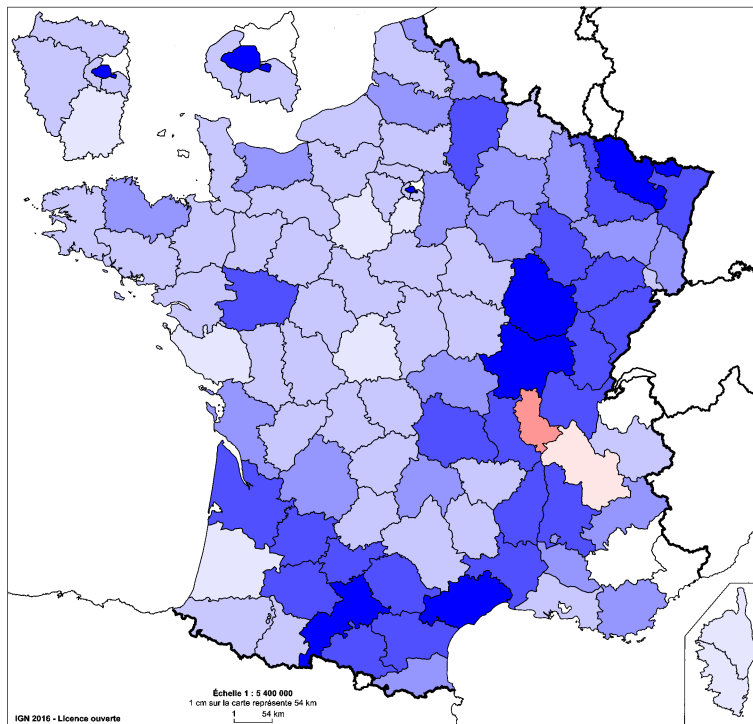 Échelle 1 : 5 400 000
1 cm sur la carte représente 54 km
1 54 km
IGN 2016 - Licence ouverte